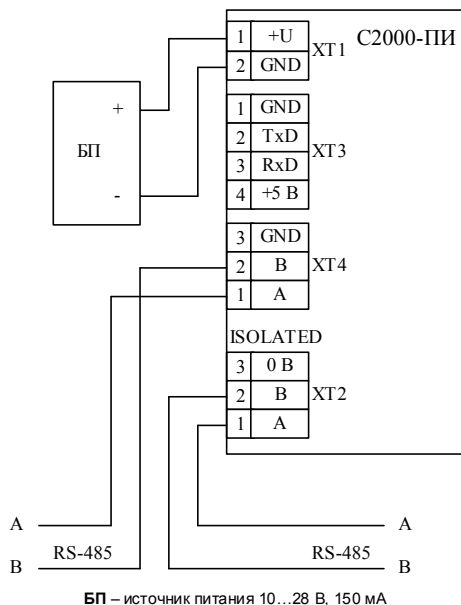 С2000-ПИ
1 +U XT1
2 GND
+
БП
-
1 GND
2 TxD
3 RxD
4 +5 В
XT3
3 GND
2 B
1 A
XT4
ISOLATED
3 0 В
2 B
1 A
XT2
A A
B RS-485 RS-485 B
БП – источник питания 10…28 В, 150 мА